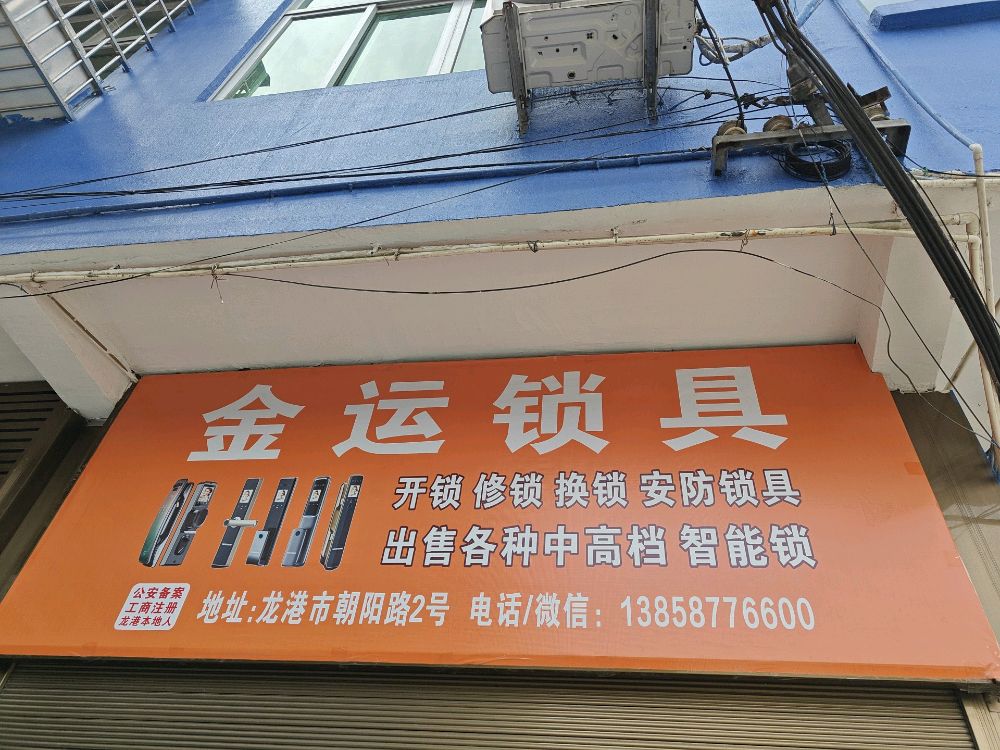 金运锁具
开锁 修锁 换锁 安防锁具
出售各种中高档 智能锁
公安备案
工商注册
龙港本地人
地址:龙港市朝阳路2号 电话/微信: 13858776600